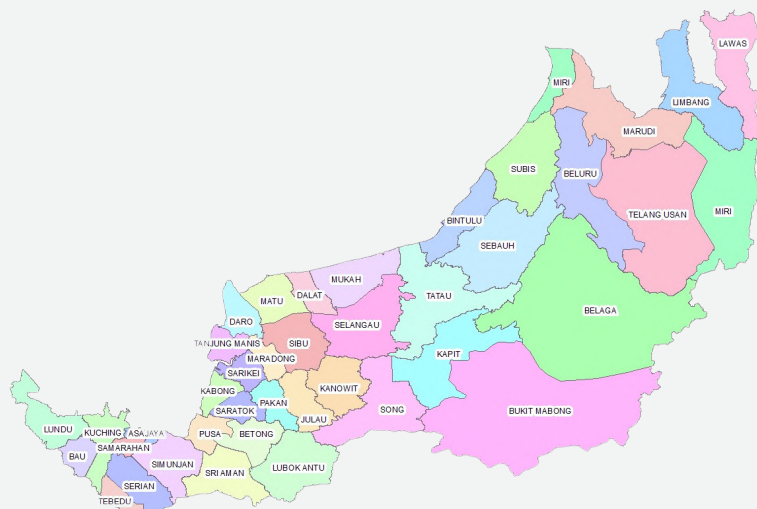 LAWAS
MIRI
LIMBANG
MARUDI
SUBIS
BELURU
TELANG USAN
MIRI
BINTULU
SEBAUH
MUKAH
DALAT
MATU
TATAU
BELAGA
DARO
SELANGAU
TANJUNG MANIS
SIBU
MARADONG
KAPIT
SARIKEI
KABONG
KANOWIT
PAKAN
SARATOK
SONG
BUKIT MABONG
JULAU
LUNDU
KUCHING
ASAJAYA
PUSA
BETONG
SAMARAHAN
BAU
SIMUNJAN
SRI AMAN
LUBOK ANTU
SERIAN
TEBEDU